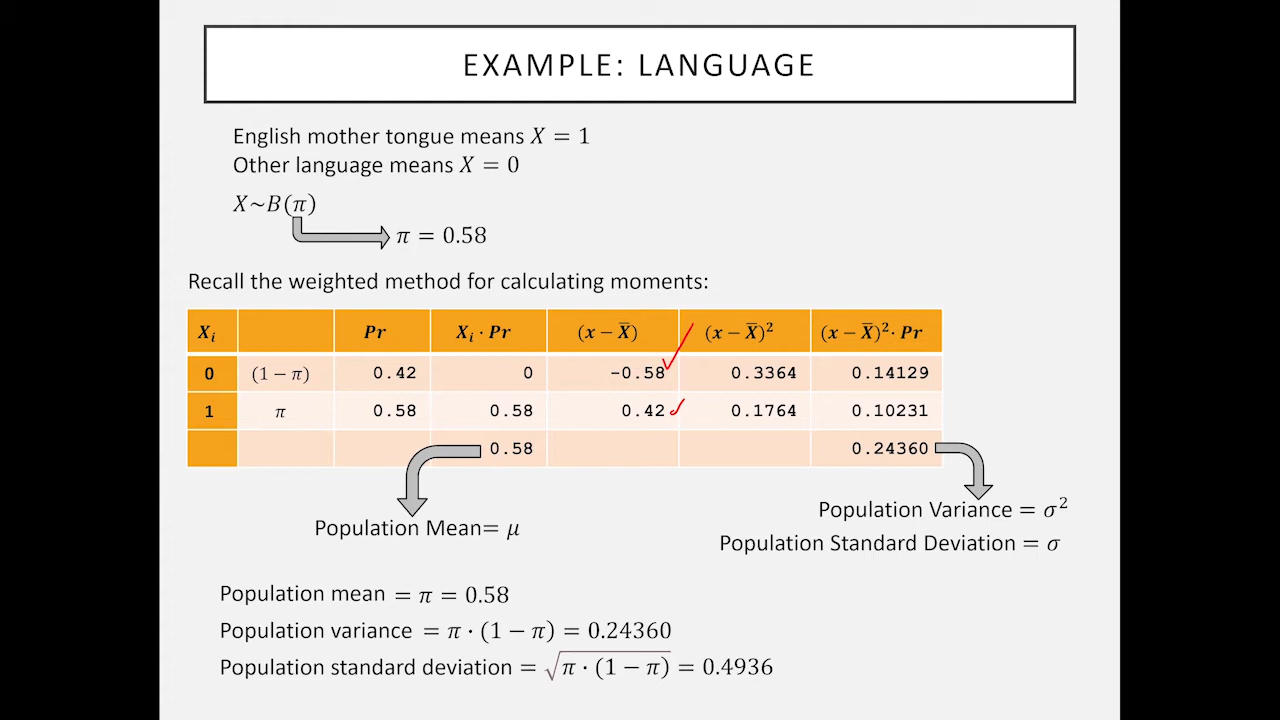 EXAMPLE: LANGUAGE
English mother tongue means X = 1
Other language means X = 0
X~B(π)
π = 0.58
Recall the weighted method for calculating moments:
Xᵢ Pr Xᵢ · Pr (x − X̅) (x − X̅)² (x − X̅)² · Pr
0 (1 − π) 0.42 0 -0.58 0.3364 0.14129
1 π 0.58 0.58 0.42 0.1764 0.10231
0.58 0.24360
Population Mean= μ
Population Variance = σ²
Population Standard Deviation = σ
Population mean = π = 0.58
Population variance = π · (1 − π) = 0.24360
Population standard deviation = √π · (1 − π) = 0.4936